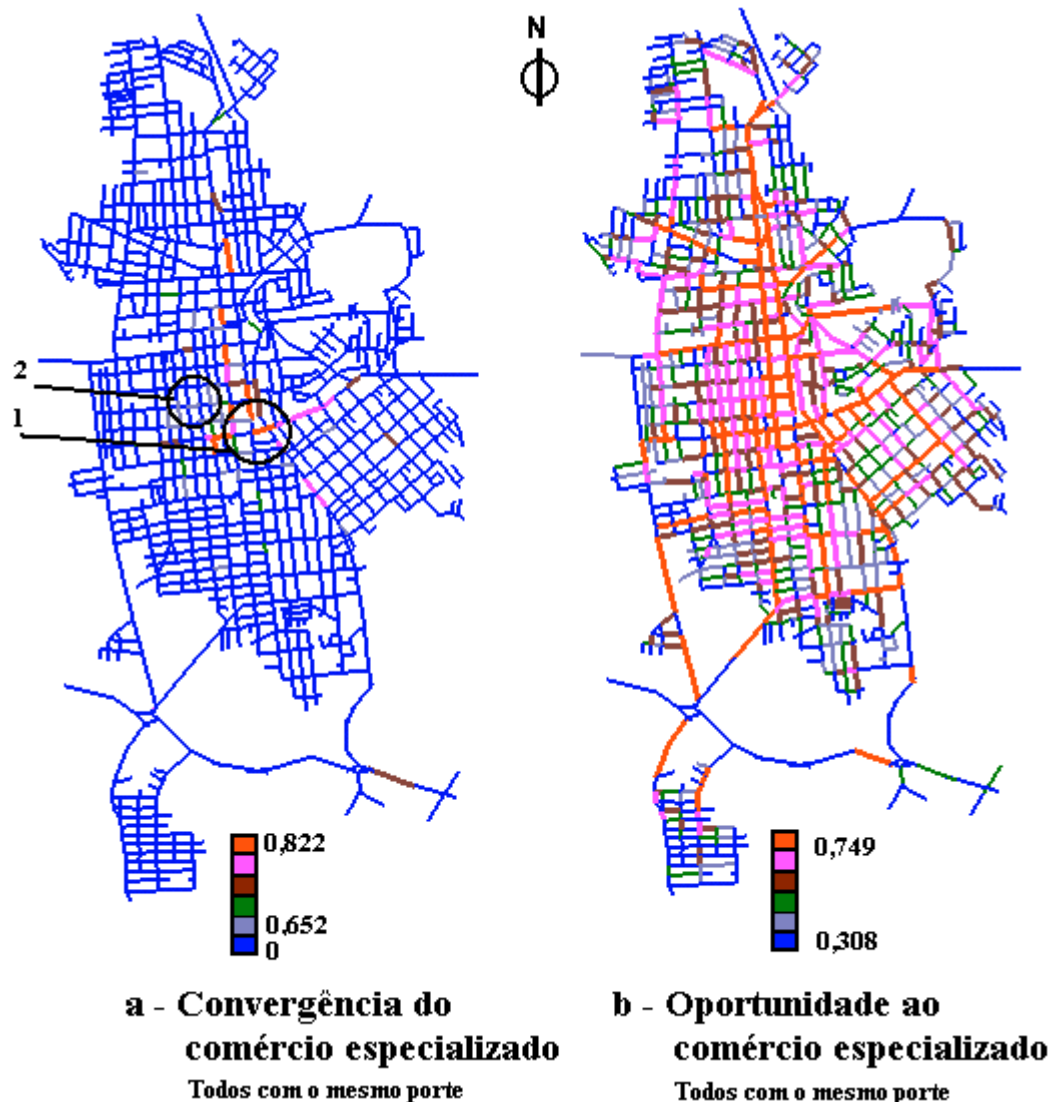 N
2
1
0,822
0,652
0
0,749
0,308
a - Convergência do
comércio especializado
Todos com o mesmo porte
b - Oportunidade ao
comércio especializado
Todos com o mesmo porte